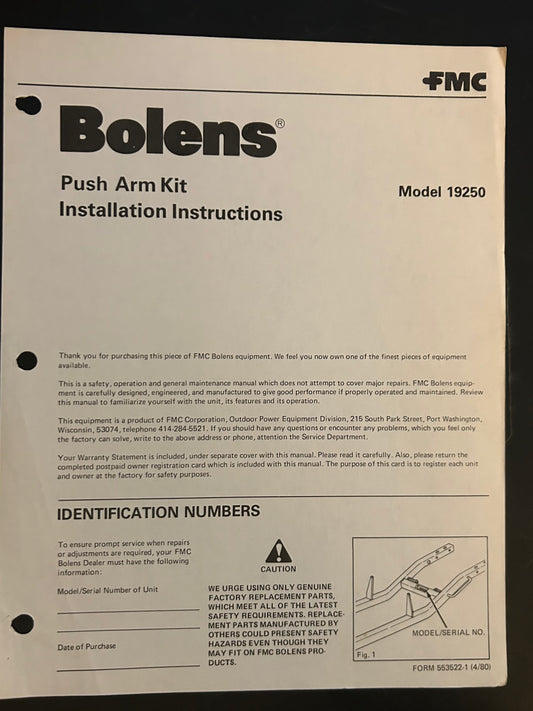 FMC
Bolens®
Push Arm Kit
Model 19250
Installation Instructions
Thank you for purchasing this piece of FMC Bolens equipment. We feel you now own one of the finest pieces of equipment
available.
This is a safety, operation and general maintenance manual which does not attempt to cover major repairs. FMC Bolens equip-
ment is carefully designed, engineered, and manufactured to give good performance if properly operated and maintained. Review
this manual to familiarize yourself with the unit, its features and its operation.
This equipment is a product of FMC Corporation, Outdoor Power Equipment Division, 215 South Park Street, Port Washington,
Wisconsin, 53074, telephone 414-284-5521. If you should have any questions or encounter any problems, which you feel only
the factory can solve, write to the above address or phone, attention the Service Department.
Your Warranty Statement is included, under separate cover with this manual. Please read it carefully. Also, please return the
completed postpaid owner registration card which is included with this manual. The purpose of this card is to register each unit
and owner at the factory for safety purposes.
IDENTIFICATION NUMBERS
To ensure prompt service when repairs
or adjustments are required, your FMC
Bolens Dealer must have the following
information:
Model/Serial Number of Unit
Date of Purchase
CAUTION
WE URGE USING ONLY GENUINE
FACTORY REPLACEMENT PARTS,
WHICH MEET ALL OF THE LATEST
SAFETY REQUIREMENTS. REPLACE-
MENT PARTS MANUFACTURED BY
OTHERS COULD PRESENT SAFETY
HAZARDS EVEN THOUGH THEY
MAY FIT ON FMC BOLENS PRO-
DUCTS.
MODEL/SERIAL NO.
Fig. 1
FORM 553522-1 (4/80)